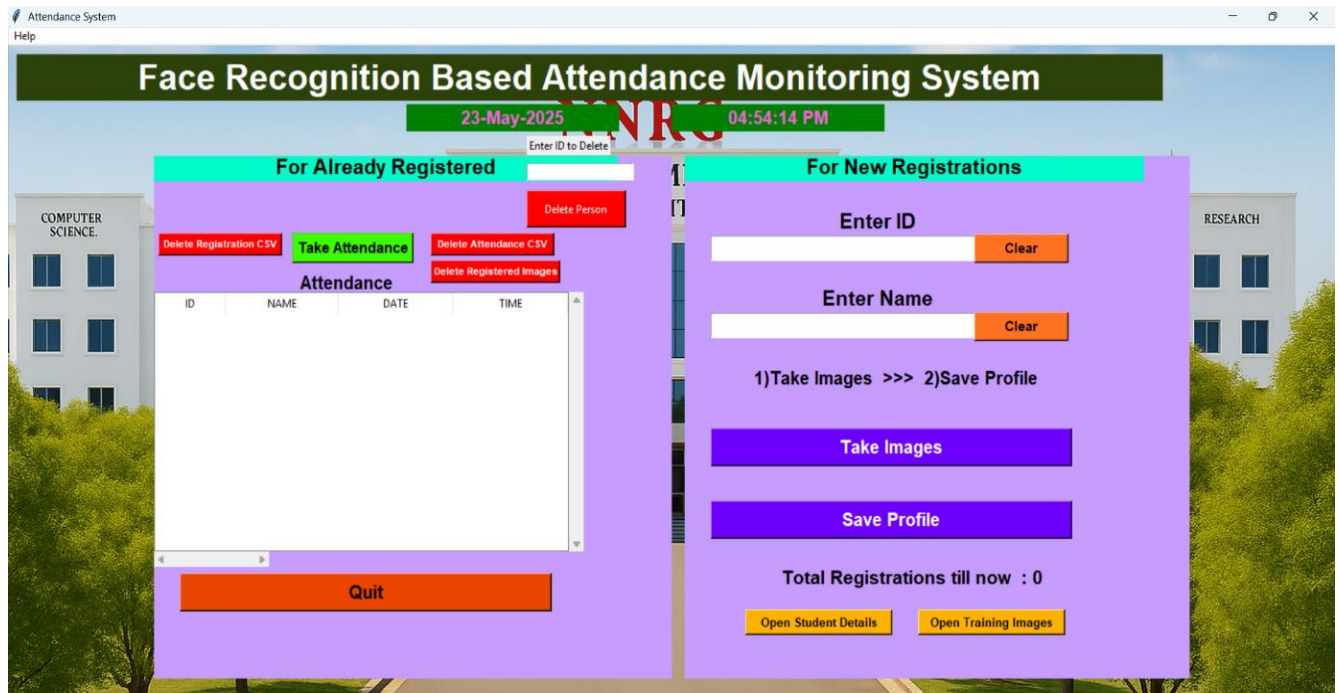 Attendance System
Help
Face Recognition Based Attendance Monitoring System
23-May-2025 04:54:14 PM
NNRG
Enter ID to Delete
For Already Registered
Delete Person
Delete Registration CSV
Take Attendance
Delete Attendance CSV
Delete Registered Images
Attendance
ID NAME DATE TIME
Quit
For New Registrations
Enter ID
Clear
Enter Name
Clear
1)Take Images >>> 2)Save Profile
Take Images
Save Profile
Total Registrations till now : 0
Open Student Details
Open Training Images
COMPUTER
SCIENCE.
RESEARCH